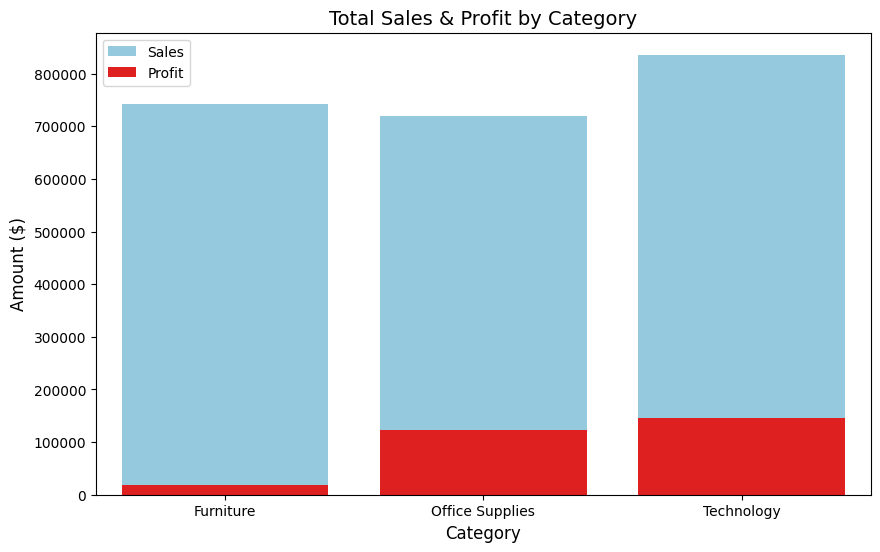 Total Sales & Profit by Category
Sales
Profit
800000
700000
600000
500000
400000
300000
200000
100000
0
Amount ($)
Furniture
Office Supplies
Technology
Category